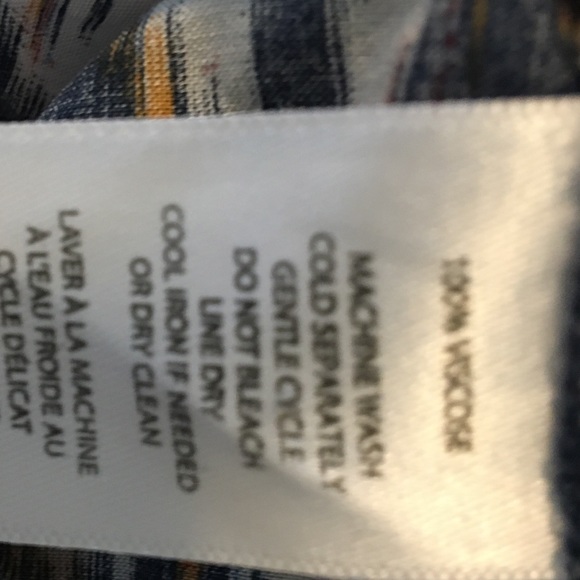 100% VISCOSE
MACHINE WASH
COLD SEPARATELY
GENTLE CYCLE
DO NOT BLEACH
LINE DRY
COOL IRON IF NEEDED
OR DRY CLEAN
LAVER À LA MACHINE
À L'EAU FROIDE AU
CYCLE DÉLICAT